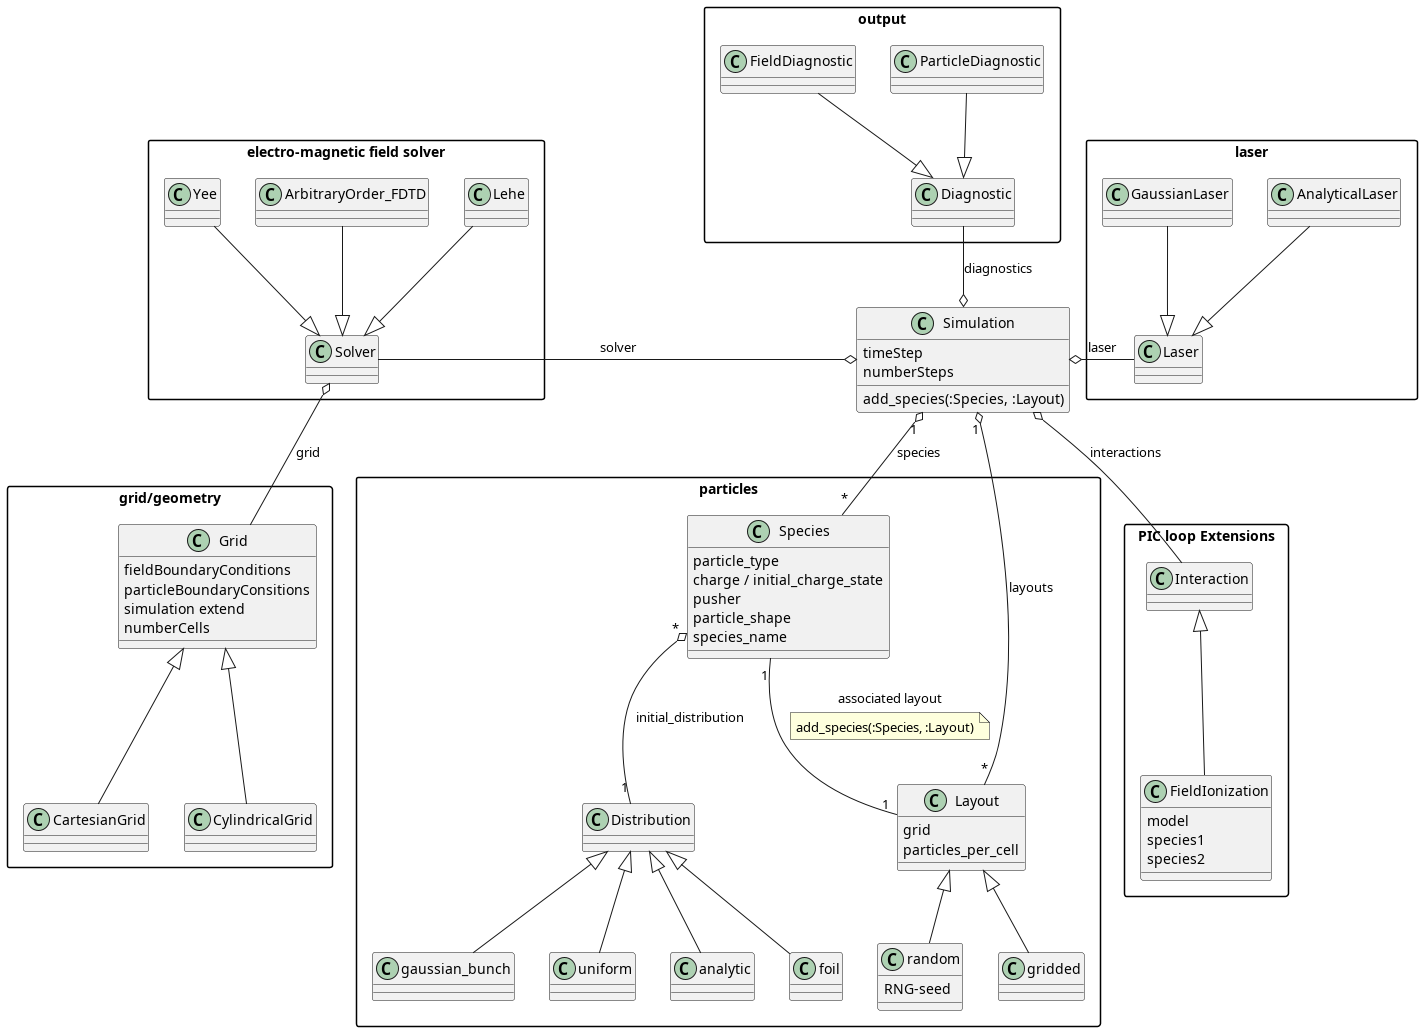 output
C FieldDiagnostic
C ParticleDiagnostic
C Diagnostic
electro-magnetic field solver
C Yee
C ArbitraryOrder_FDTD
C Lehe
C Solver
laser
C GaussianLaser
C AnalyticalLaser
C Laser
diagnostics
solver
laser
C Simulation
timeStep
numberSteps
add_species(:Species, :Layout)
1
1
grid
species
interactions
layouts
*
grid/geometry
C Grid
fieldBoundaryConditions
particleBoundaryConsitions
simulation extend
numberCells
C CartesianGrid
C CylindricalGrid
particles
C Species
particle_type
charge / initial_charge_state
pusher
particle_shape
species_name
*
1
initial_distribution
associated layout
add_species(:Species, :Layout)
*
1
1
C Distribution
C Layout
grid
particles_per_cell
C gaussian_bunch
C uniform
C analytic
C foil
C random
RNG-seed
C gridded
PIC loop Extensions
C Interaction
C FieldIonization
model
species1
species2